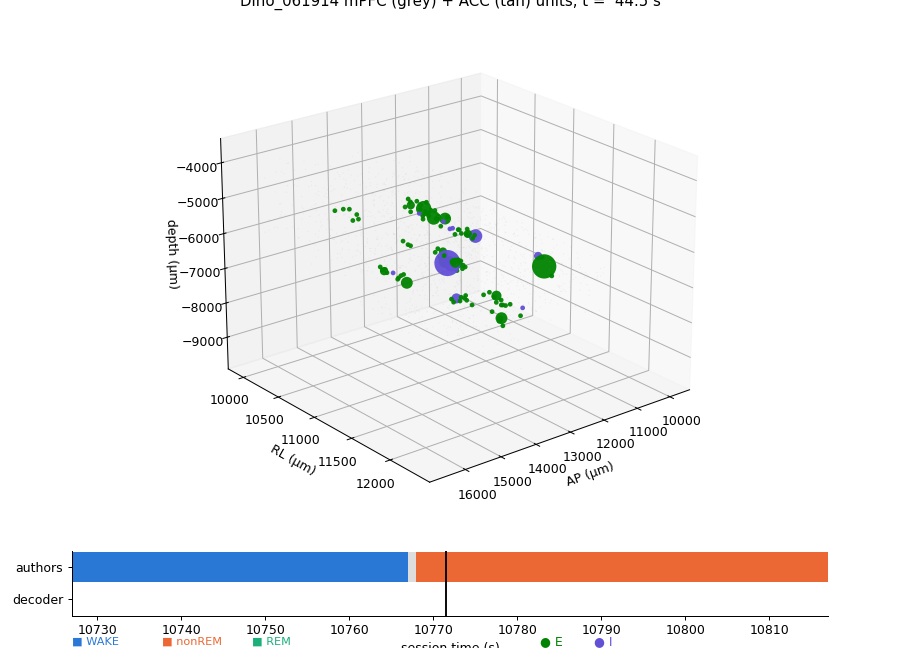 Dino_061914 mPFC (grey) + ACC (tan) units, t = 44.5 s
−4000
−5000
−6000
−7000
−8000
−9000
depth (μm)
10000
10500
11000
11500
12000
RL (μm)
16000
15000
14000
13000
12000
11000
10000
AP (μm)
authors
decoder
10730 10740 10750 10760 10770 10780 10790 10800 10810
session time (s)
WAKE nonREM REM E I